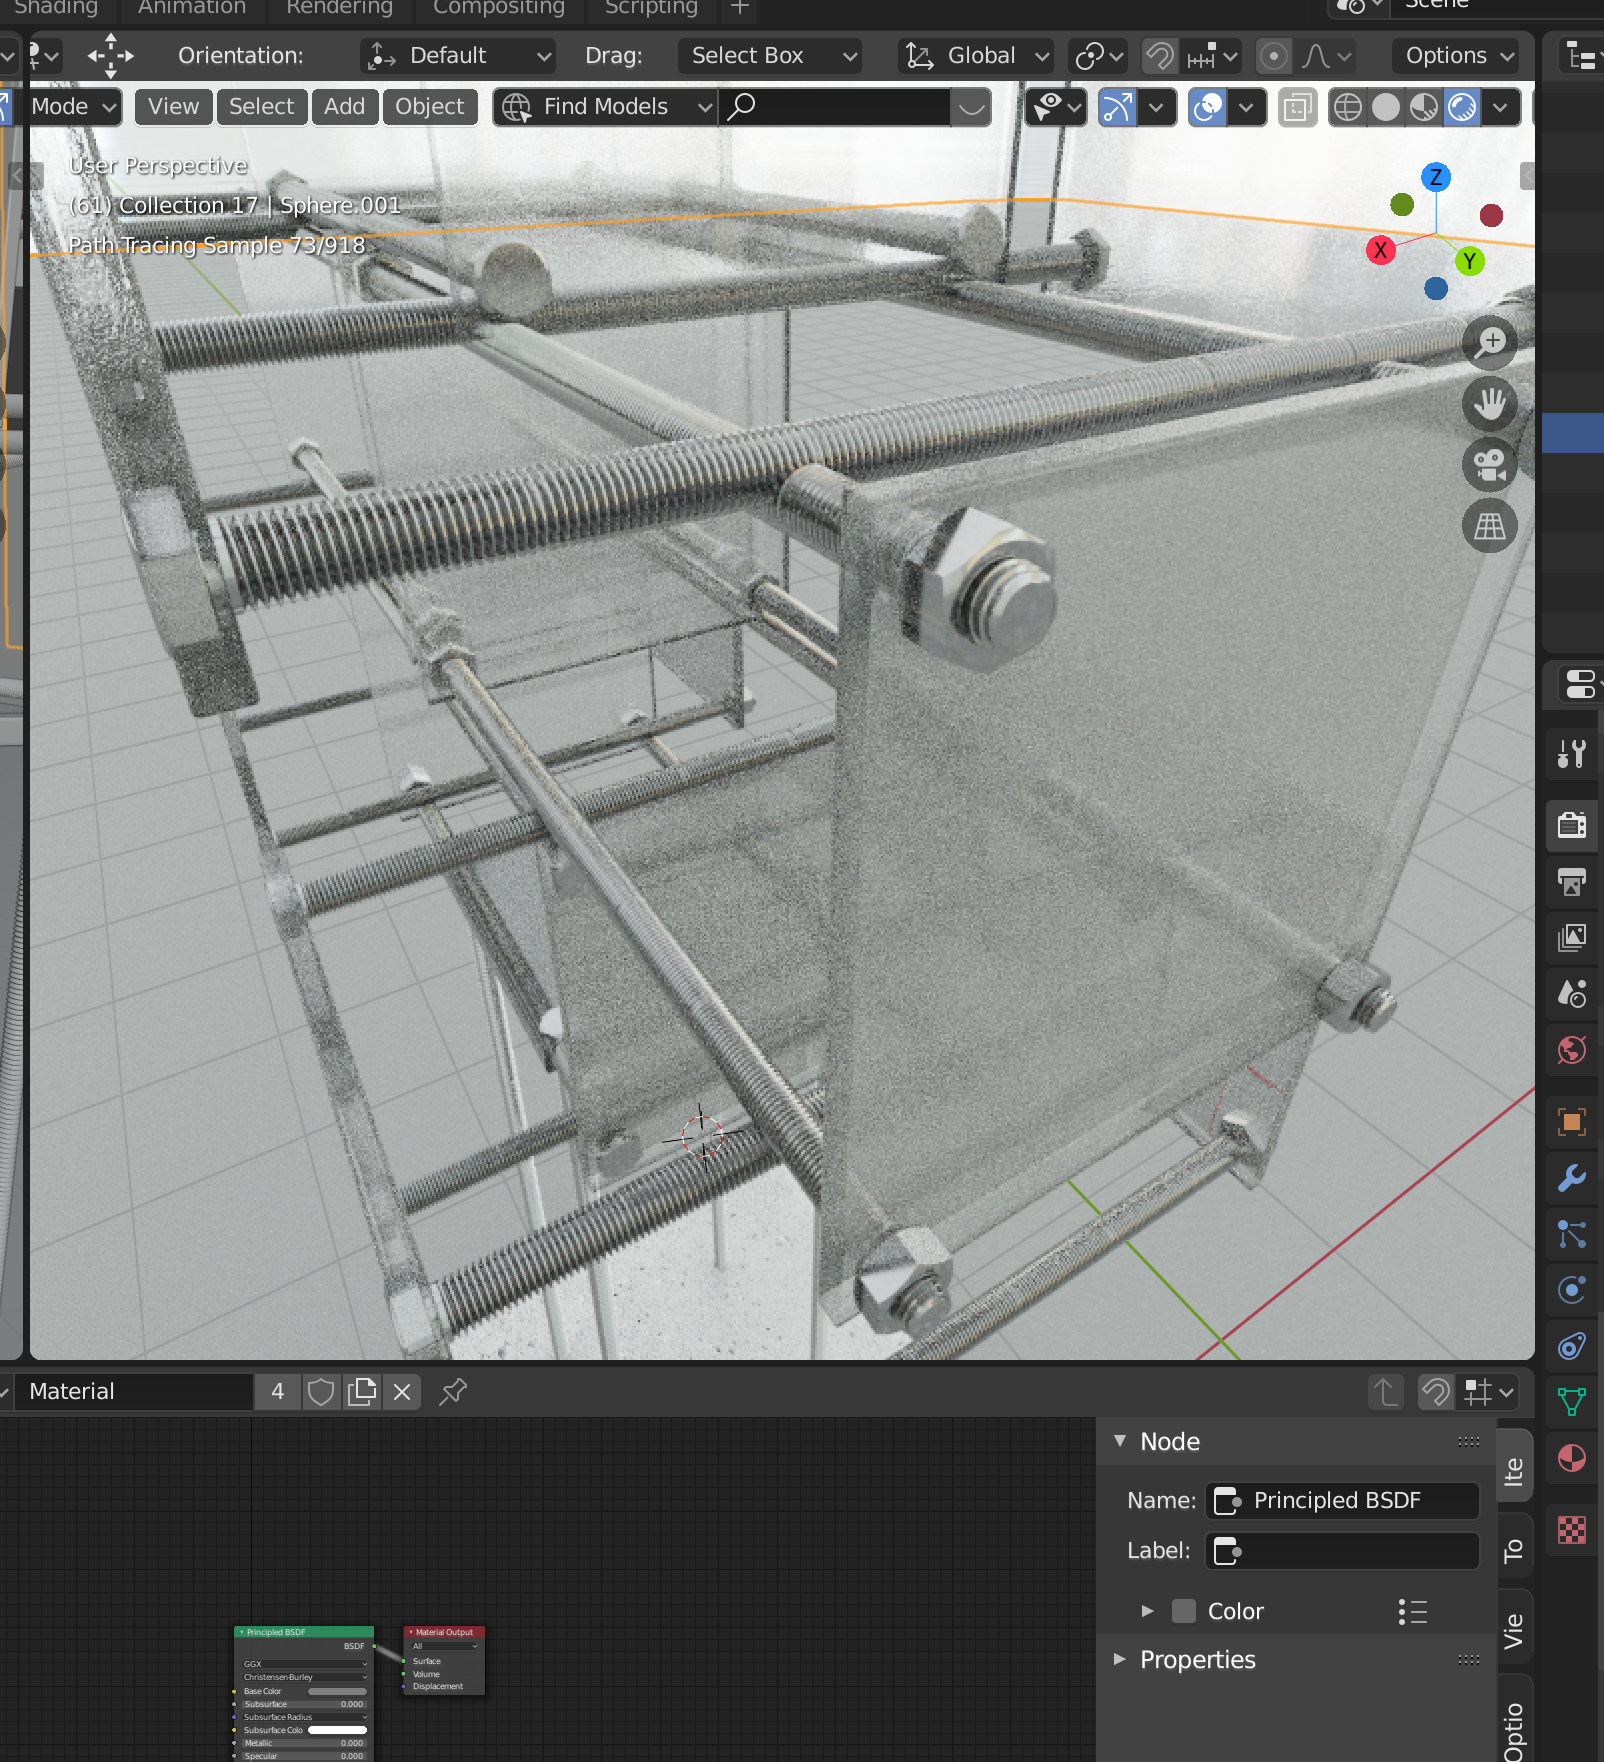 Shading Animation Rendering Compositing Scripting + Scene
Orientation: Default Drag: Select Box Global Options
Mode View Select Add Object Find Models
User Perspective
(61) Collection 17 | Sphere.001
Path Tracing Sample 73/918
Z
X
Y
Material 4
Node
Name: Principled BSDF
Label:
Color
Properties
Ite
To
Vie
Optio
Principled BSDF
BSDF
GGX
Christensen-Burley
Base Color
Subsurface 0.000
Subsurface Radius
Subsurface Colo
Metallic 0.000
Specular 0.000
Material Output
All
Surface
Volume
Displacement